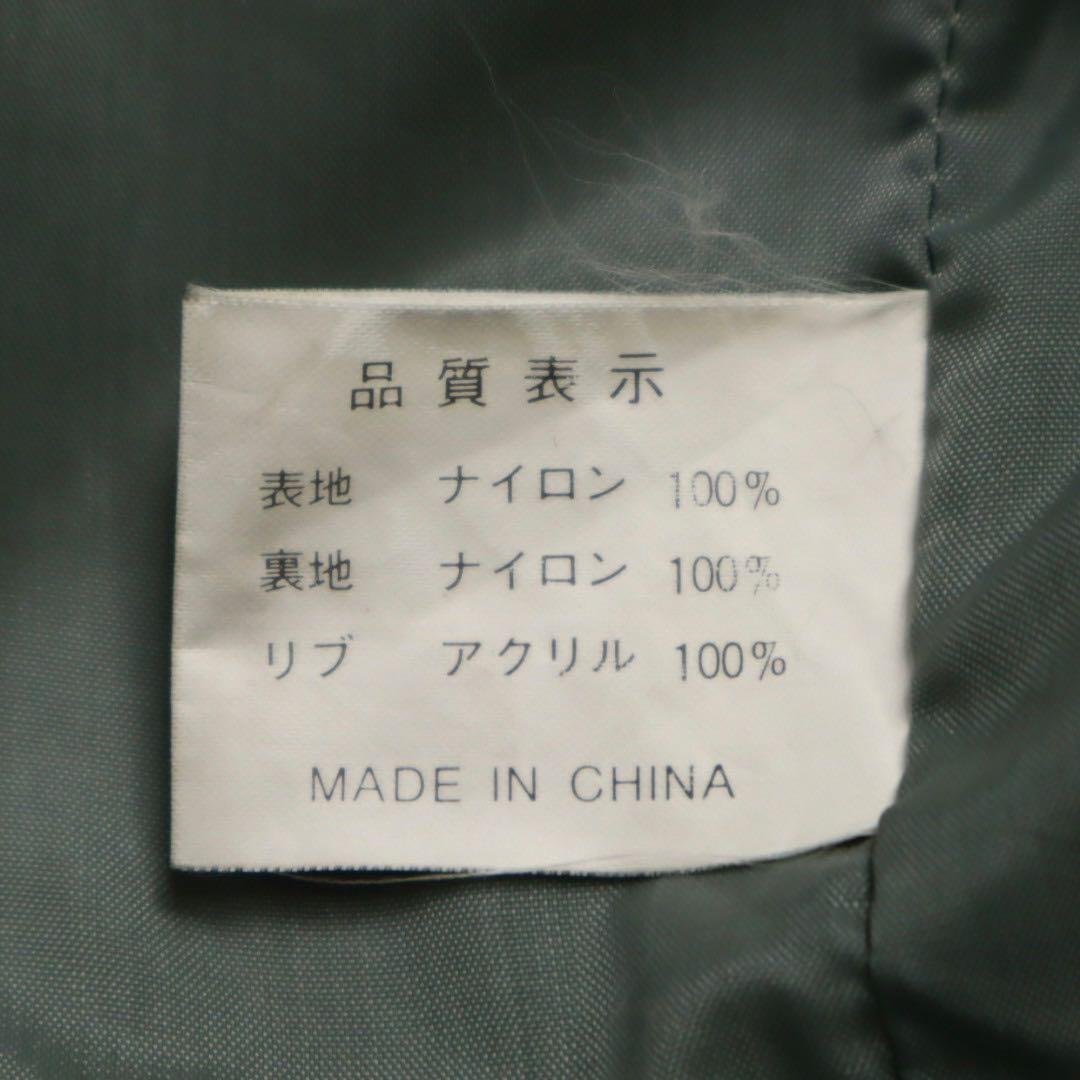 品質表示
表地 ナイロン 100%
裏地 ナイロン 100%
リブ アクリル 100%
MADE IN CHINA